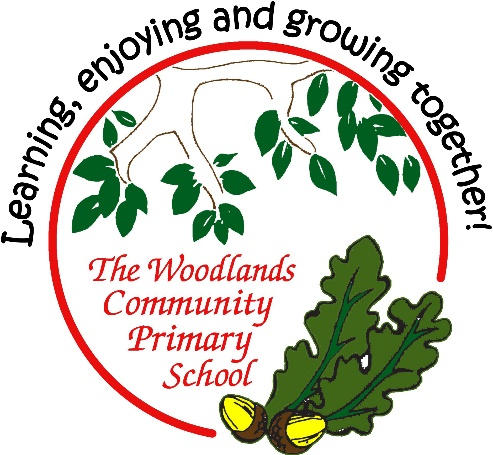 Learning, enjoying and growing together!
The Woodlands
Community
Primary
School